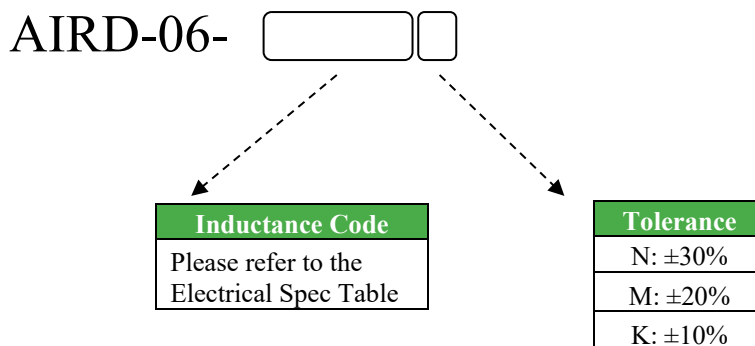 AIRD-06-
Inductance Code
Please refer to the
Electrical Spec Table
Tolerance
N: ±30%
M: ±20%
K: ±10%